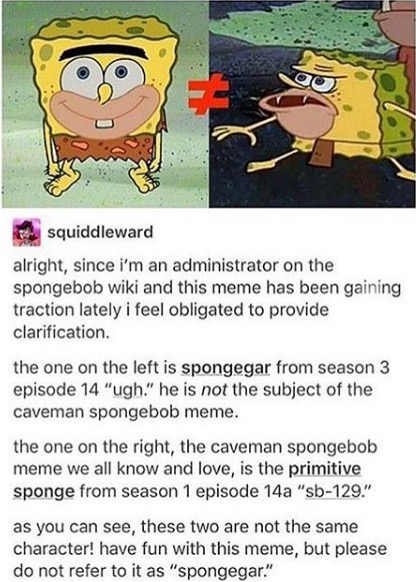 ≠
squiddleward
alright, since i'm an administrator on the
spongebob wiki and this meme has been gaining
traction lately i feel obligated to provide
clarification.
the one on the left is spongegar from season 3
episode 14 "ugh." he is not the subject of the
caveman spongebob meme.
the one on the right, the caveman spongebob
meme we all know and love, is the primitive
sponge from season 1 episode 14a "sb-129."
as you can see, these two are not the same
character! have fun with this meme, but please
do not refer to it as "spongegar."